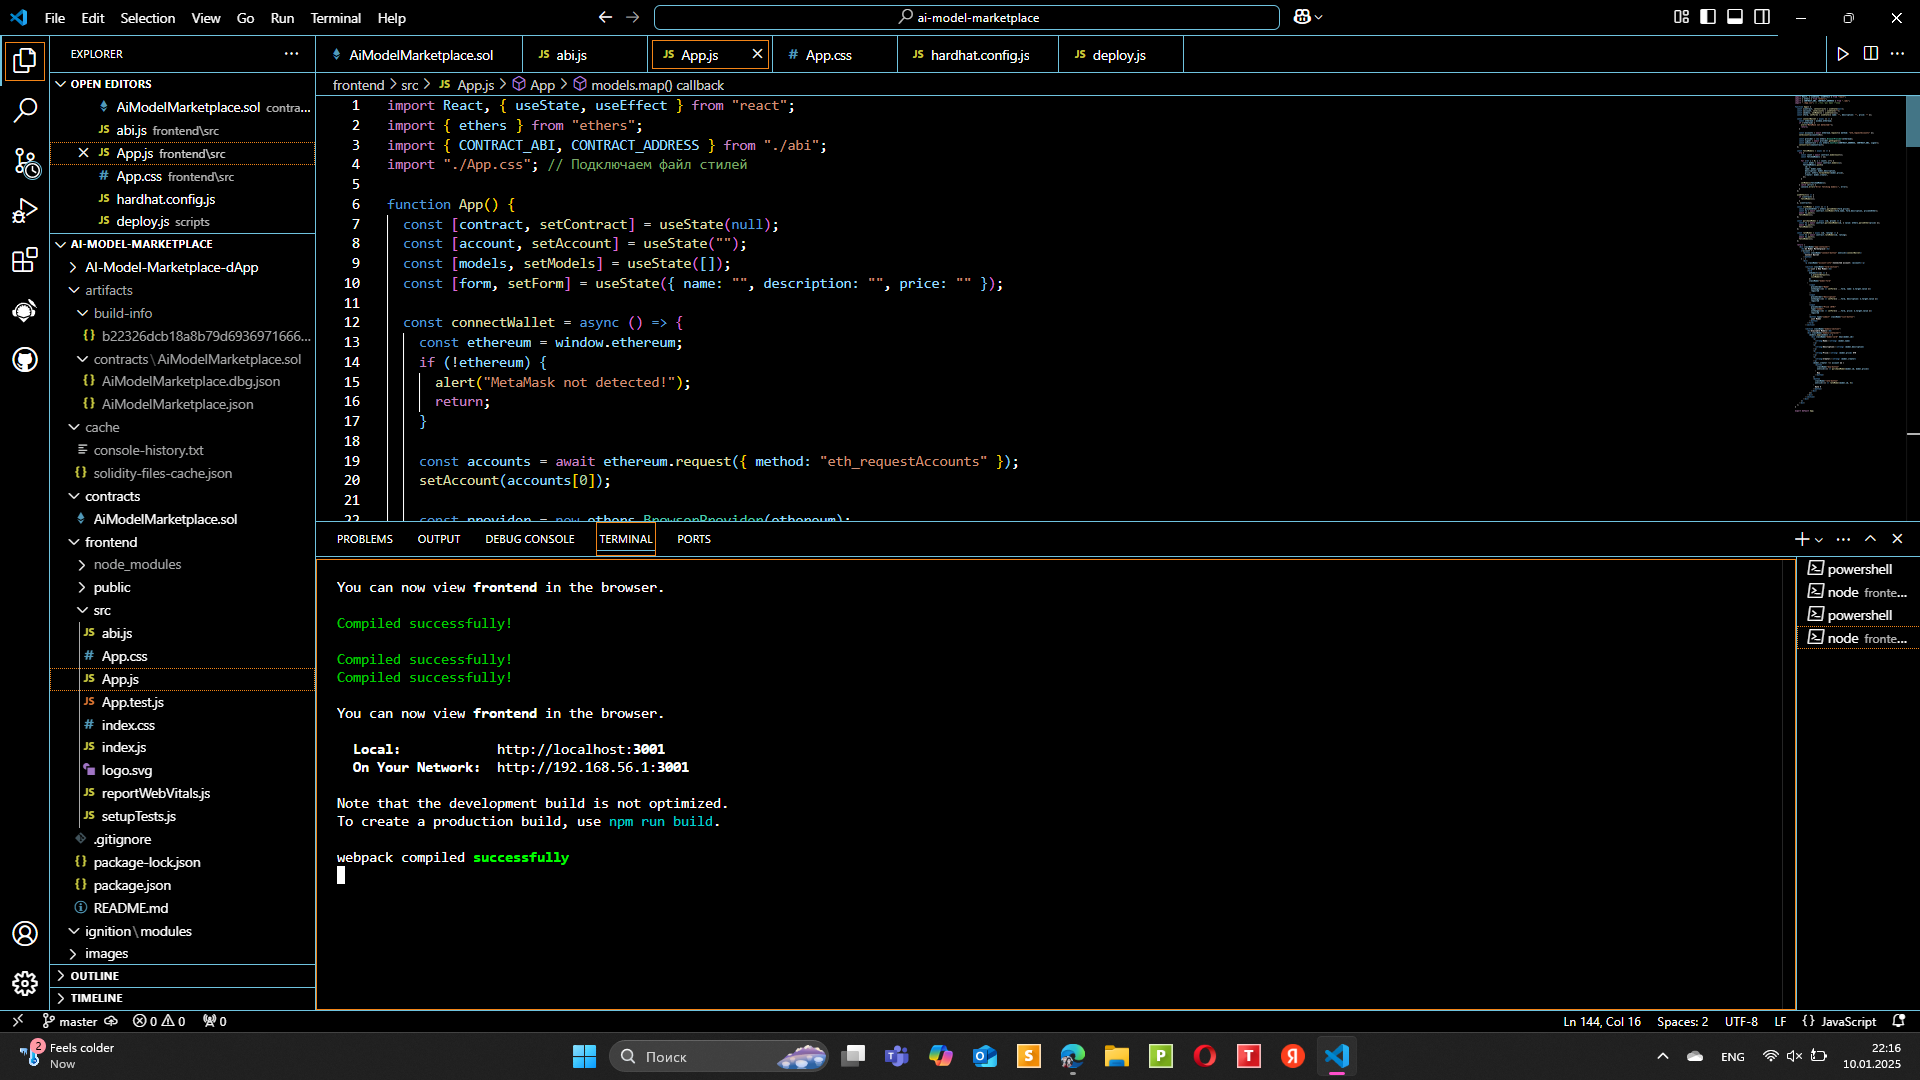 File Edit Selection View Go Run Terminal Help
ai-model-marketplace
EXPLORER
OPEN EDITORS
AiModelMarketplace.sol contra...
JS abi.js frontend\src
JS App.js frontend\src
# App.css frontend\src
JS hardhat.config.js
JS deploy.js scripts
AI-MODEL-MARKETPLACE
AI-Model-Marketplace-dApp
artifacts
build-info
{} b22326dcb18a8b79d6936971666...
contracts\AiModelMarketplace.sol
{} AiModelMarketplace.dbg.json
{} AiModelMarketplace.json
cache
console-history.txt
{} solidity-files-cache.json
contracts
AiModelMarketplace.sol
frontend
node_modules
public
src
JS abi.js
# App.css
JS App.js
JS App.test.js
# index.css
JS index.js
logo.svg
JS reportWebVitals.js
JS setupTests.js
.gitignore
{} package-lock.json
{} package.json
README.md
ignition\modules
images
OUTLINE
TIMELINE
AiModelMarketplace.sol JS abi.js JS App.js # App.css JS hardhat.config.js JS deploy.js
frontend > src > JS App.js > App > models.map() callback
1 import React, { useState, useEffect } from "react";
2 import { ethers } from "ethers";
3 import { CONTRACT_ABI, CONTRACT_ADDRESS } from "./abi";
4 import "./App.css"; // Подключаем файл стилей
5
6 function App() {
7 const [contract, setContract] = useState(null);
8 const [account, setAccount] = useState("");
9 const [models, setModels] = useState([]);
10 const [form, setForm] = useState({ name: "", description: "", price: "" });
11
12 const connectWallet = async () => {
13 const ethereum = window.ethereum;
14 if (!ethereum) {
15 alert("MetaMask not detected!");
16 return;
17 }
18
19 const accounts = await ethereum.request({ method: "eth_requestAccounts" });
20 setAccount(accounts[0]);
21
22 const provider = new ethers.BrowserProvider(ethereum);
PROBLEMS OUTPUT DEBUG CONSOLE TERMINAL PORTS
You can now view frontend in the browser.
Compiled successfully!
Compiled successfully!
Compiled successfully!
You can now view frontend in the browser.
Local: http://localhost:3001
On Your Network: http://192.168.56.1:3001
Note that the development build is not optimized.
To create a production build, use npm run build.
webpack compiled successfully
powershell
node fronte...
powershell
node fronte...
master 0 0 0
Ln 144, Col 16 Spaces: 2 UTF-8 LF {} JavaScript
2
Feels colder
Now
Поиск
ENG
22:16
10.01.2025